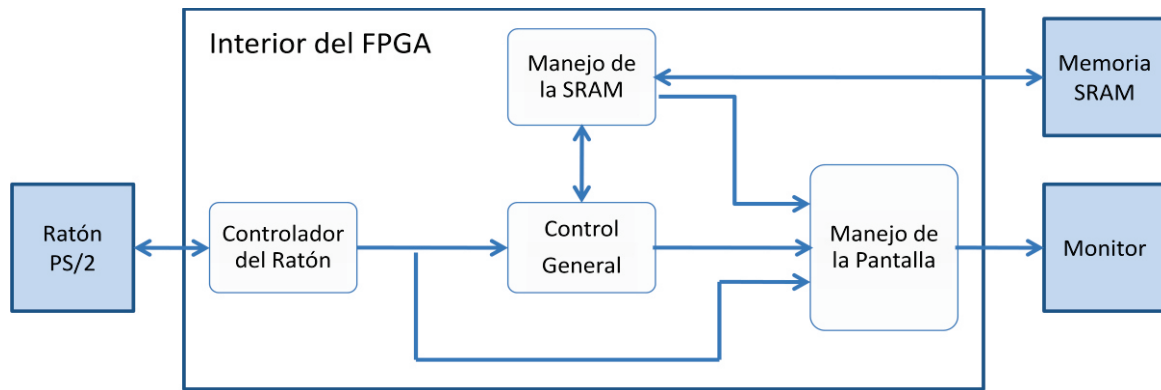 Interior del FPGA
Manejo de
la SRAM
Memoria
SRAM
Ratón
PS/2
Controlador
del Ratón
Control
General
Manejo de
la Pantalla
Monitor